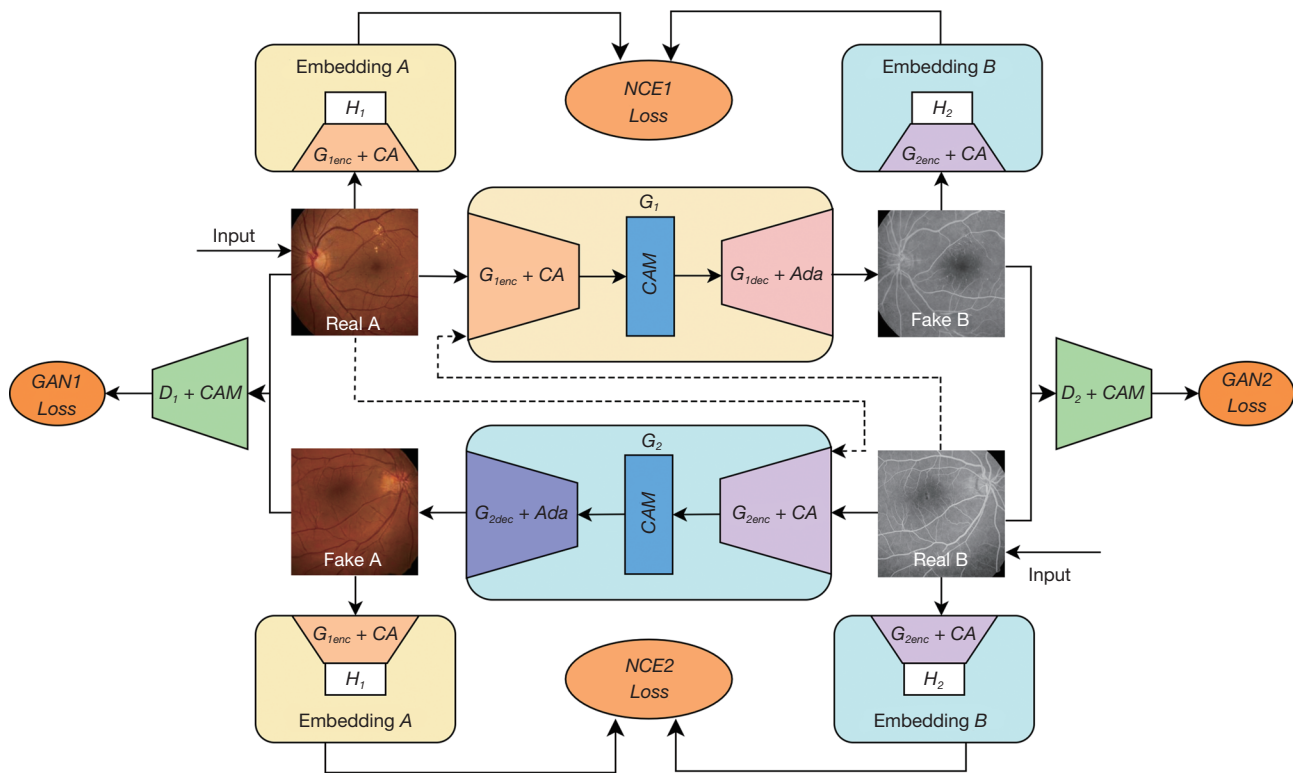 Embedding A
H₁
G₁enc + CA
NCE1
Loss
Embedding B
H₂
G₂enc + CA
Input
Real A
G₁
G₁enc + CA
CAM
G₁dec + Ada
Fake B
GAN1
Loss
D₁ + CAM
D₂ + CAM
GAN2
Loss
Fake A
G₂
G₂dec + Ada
CAM
G₂enc + CA
Real B
Input
G₁enc + CA
H₁
Embedding A
NCE2
Loss
G₂enc + CA
H₂
Embedding B